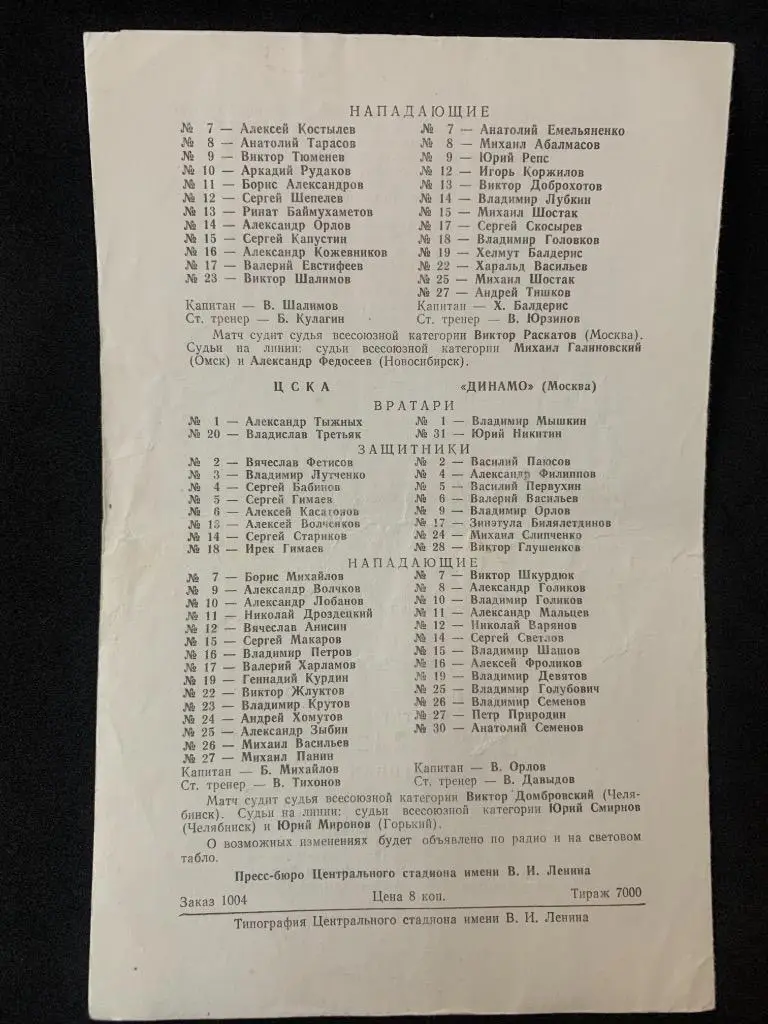 НАПАДАЮЩИЕ
№ 7 — Алексей Костылев № 7 — Анатолий Емельяненко
№ 8 — Анатолий Тарасов № 8 — Михаил Абалмасов
№ 9 — Виктор Тюменев № 9 — Юрий Репс
№ 10 — Аркадий Рудаков № 12 — Игорь Коржилов
№ 11 — Борис Александров № 13 — Виктор Доброхотов
№ 12 — Сергей Шепелев № 14 — Владимир Лубкин
№ 13 — Ринат Баймухаметов № 15 — Михаил Шостак
№ 14 — Александр Орлов № 17 — Сергей Скосырев
№ 15 — Сергей Капустин № 18 — Владимир Головков
№ 16 — Александр Кожевников № 19 — Хелмут Балдерис
№ 17 — Валерий Евстифеев № 22 — Харальд Васильев
№ 23 — Виктор Шалимов № 25 — Михаил Шостак
№ 27 — Андрей Тишков
Капитан — В. Шалимов Капитан — Х. Балдерис
Ст. тренер — Б. Кулагин Ст. тренер — В. Юрзинов
Матч судит судья всесоюзной категории Виктор Раскатов (Москва).
Судьи на линии: судьи всесоюзной категории Михаил Галиновский
(Омск) и Александр Федосеев (Новосибирск).
ЦСКА «ДИНАМО» (Москва)
ВРАТАРИ
№ 1 — Александр Тыжных № 1 — Владимир Мышкин
№ 20 — Владислав Третьяк № 31 — Юрий Никитин
ЗАЩИТНИКИ
№ 2 — Вячеслав Фетисов № 2 — Василий Паюсов
№ 3 — Владимир Лутченко № 4 — Александр Филиппов
№ 4 — Сергей Бабинов № 5 — Василий Первухин
№ 5 — Сергей Гимаев № 6 — Валерий Васильев
№ 6 — Алексей Касатонов № 9 — Владимир Орлов
№ 13 — Алексей Волченков № 17 — Зинэтула Билялетдинов
№ 14 — Сергей Стариков № 24 — Михаил Слипченко
№ 18 — Ирек Гимаев № 28 — Виктор Глушенков
НАПАДАЮЩИЕ
№ 7 — Борис Михайлов № 7 — Виктор Шкурдюк
№ 9 — Александр Волчков № 8 — Александр Голиков
№ 10 — Александр Лобанов № 10 — Владимир Голиков
№ 11 — Николай Дроздецкий № 11 — Александр Мальцев
№ 12 — Вячеслав Анисин № 12 — Николай Варянов
№ 15 — Сергей Макаров № 14 — Сергей Светлов
№ 16 — Владимир Петров № 15 — Владимир Шашов
№ 17 — Валерий Харламов № 16 — Алексей Фроликов
№ 19 — Геннадий Курдин № 19 — Владимир Девятов
№ 22 — Виктор Жлуктов № 25 — Владимир Голубович
№ 23 — Владимир Крутов № 26 — Владимир Семенов
№ 24 — Андрей Хомутов № 27 — Петр Природин
№ 25 — Александр Зыбин № 30 — Анатолий Семенов
№ 26 — Михаил Васильев
№ 27 — Михаил Панин
Капитан — Б. Михайлов Капитан — В. Орлов
Ст. тренер — В. Тихонов Ст. тренер — В. Давыдов
Матч судит судья всесоюзной категории Виктор Домбровский (Челя-
бинск). Судьи на линии: судьи всесоюзной категории Юрий Смирнов
(Челябинск) и Юрий Миронов (Горький).
О возможных изменениях будет объявлено по радио и на световом
табло.
Пресс-бюро Центрального стадиона имени В. И. Ленина
Заказ 1004 Цена 8 коп. Тираж 7000
Типография Центрального стадиона имени В. И. Ленина